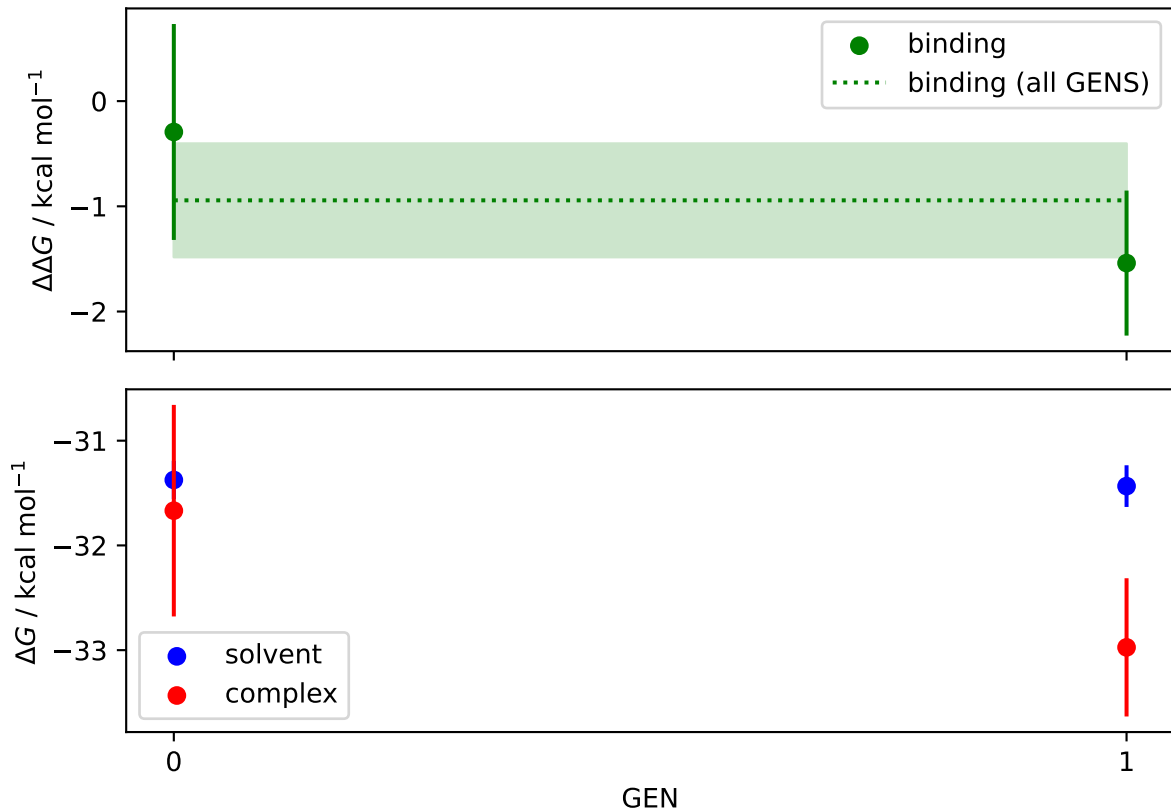 ΔΔG / kcal mol⁻¹
0
−1
−2
binding
binding (all GENS)
ΔG / kcal mol⁻¹
−31
−32
−33
solvent
complex
0
1
GEN